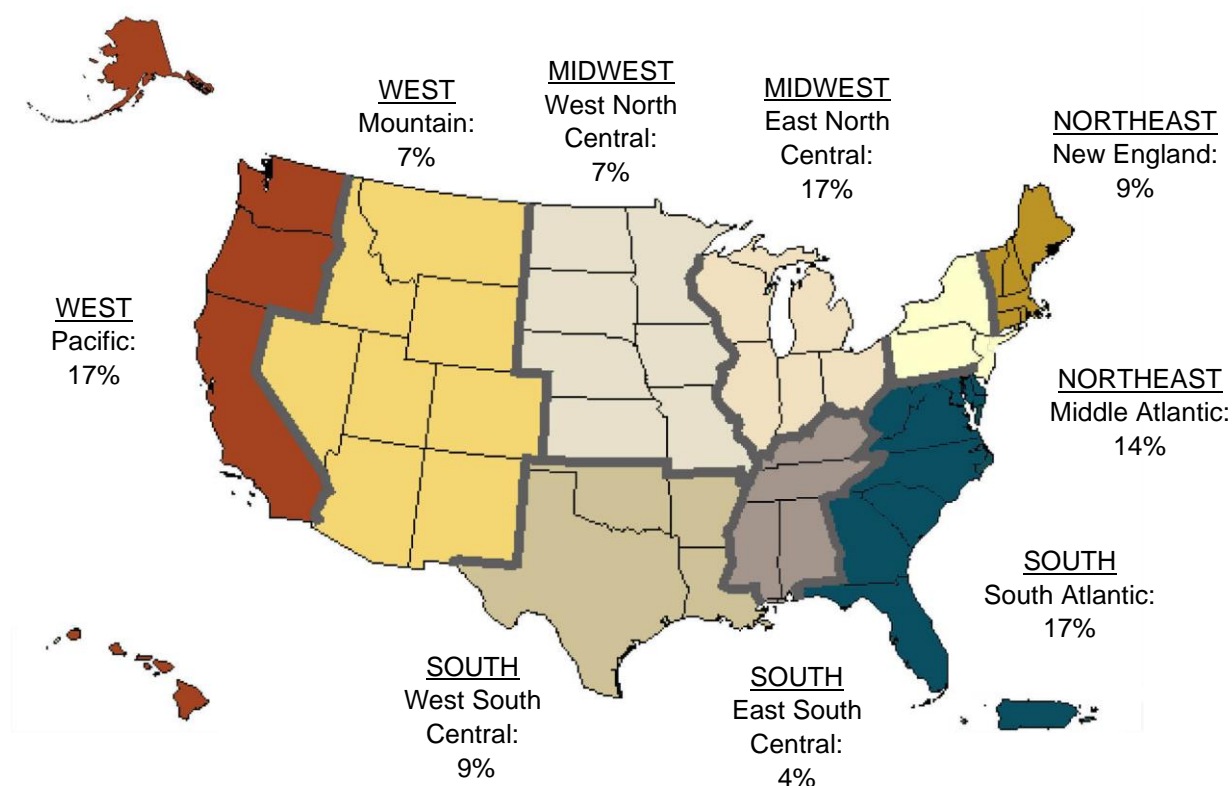 WEST
Mountain:
7%
MIDWEST
West North
Central:
7%
MIDWEST
East North
Central:
17%
NORTHEAST
New England:
9%
WEST
Pacific:
17%
NORTHEAST
Middle Atlantic:
14%
SOUTH
South Atlantic:
17%
SOUTH
West South
Central:
9%
SOUTH
East South
Central:
4%